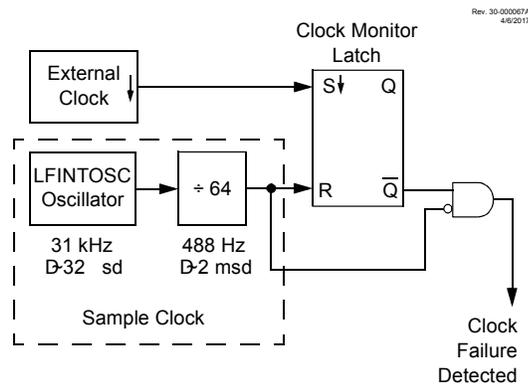 Rev. 30-000067A
4/6/2017
Clock Monitor
Latch
External
Clock
S
Q
LFINTOSC
Oscillator
÷ 64
R
Q
31 kHz
488 Hz
Sample Clock
Clock
Failure
Detected